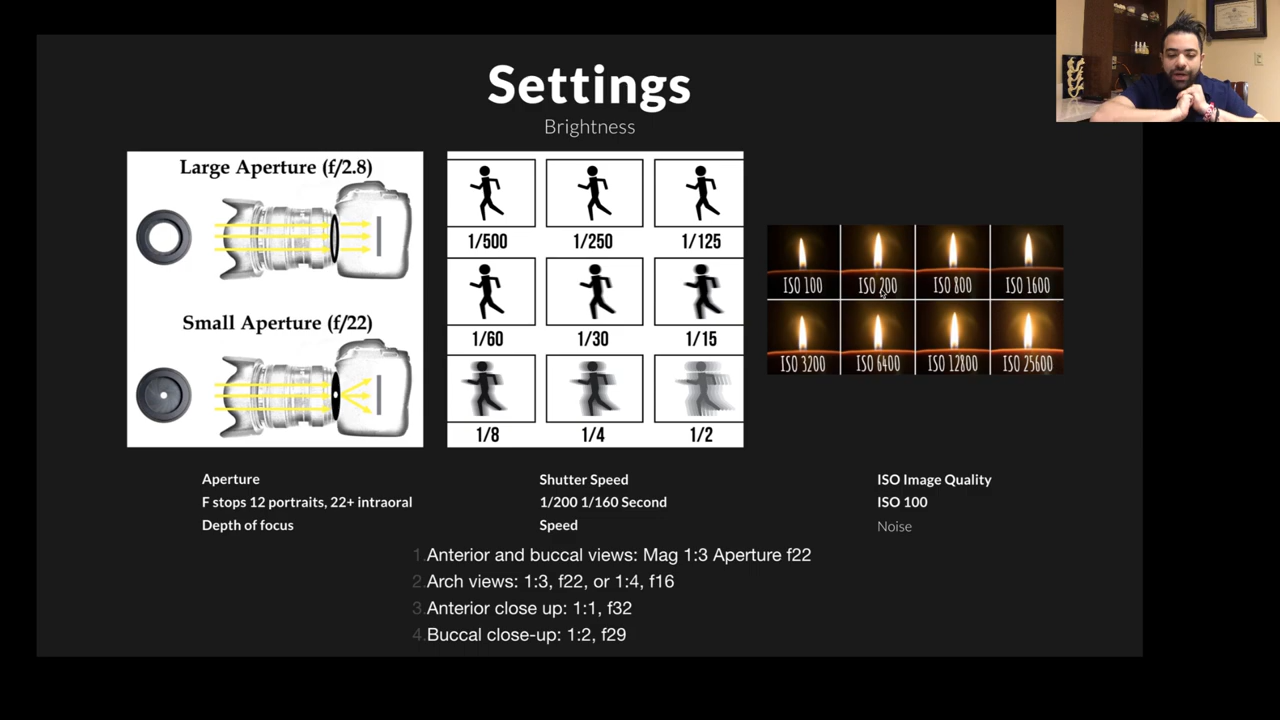 Settings
Brightness
Large Aperture (f/2.8)
Small Aperture (f/22)
1/500 1/250 1/125
1/60 1/30 1/15
1/8 1/4 1/2
ISO 100 ISO 200 ISO 800 ISO 1600
ISO 3200 ISO 6400 ISO 12800 ISO 25600
Aperture
F stops 12 portraits, 22+ intraoral
Depth of focus
Shutter Speed
1/200 1/160 Second
Speed
ISO Image Quality
ISO 100
Noise
1.Anterior and buccal views: Mag 1:3 Aperture f22
2.Arch views: 1:3, f22, or 1:4, f16
3.Anterior close up: 1:1, f32
4.Buccal close-up: 1:2, f29